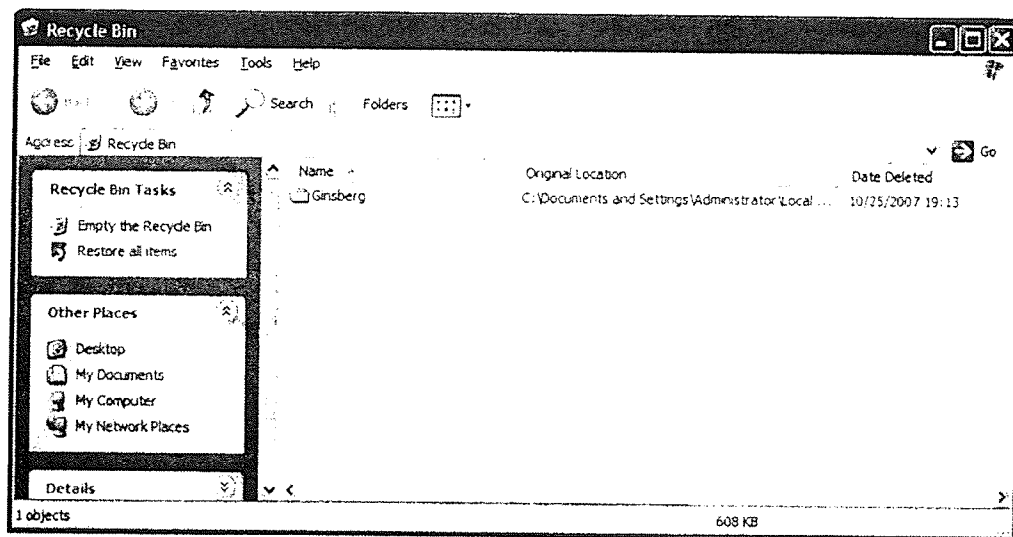 Recycle Bin
File Edit View Favorites Tools Help
Search Folders
Address Recycle Bin Go
Recycle Bin Tasks
Empty the Recycle Bin
Restore all items
Other Places
Desktop
My Documents
My Computer
My Network Places
Details
Name Original Location Date Deleted
Ginsberg C:\Documents and Settings\Administrator\Local ... 10/25/2007 19:13
1 objects 608 KB